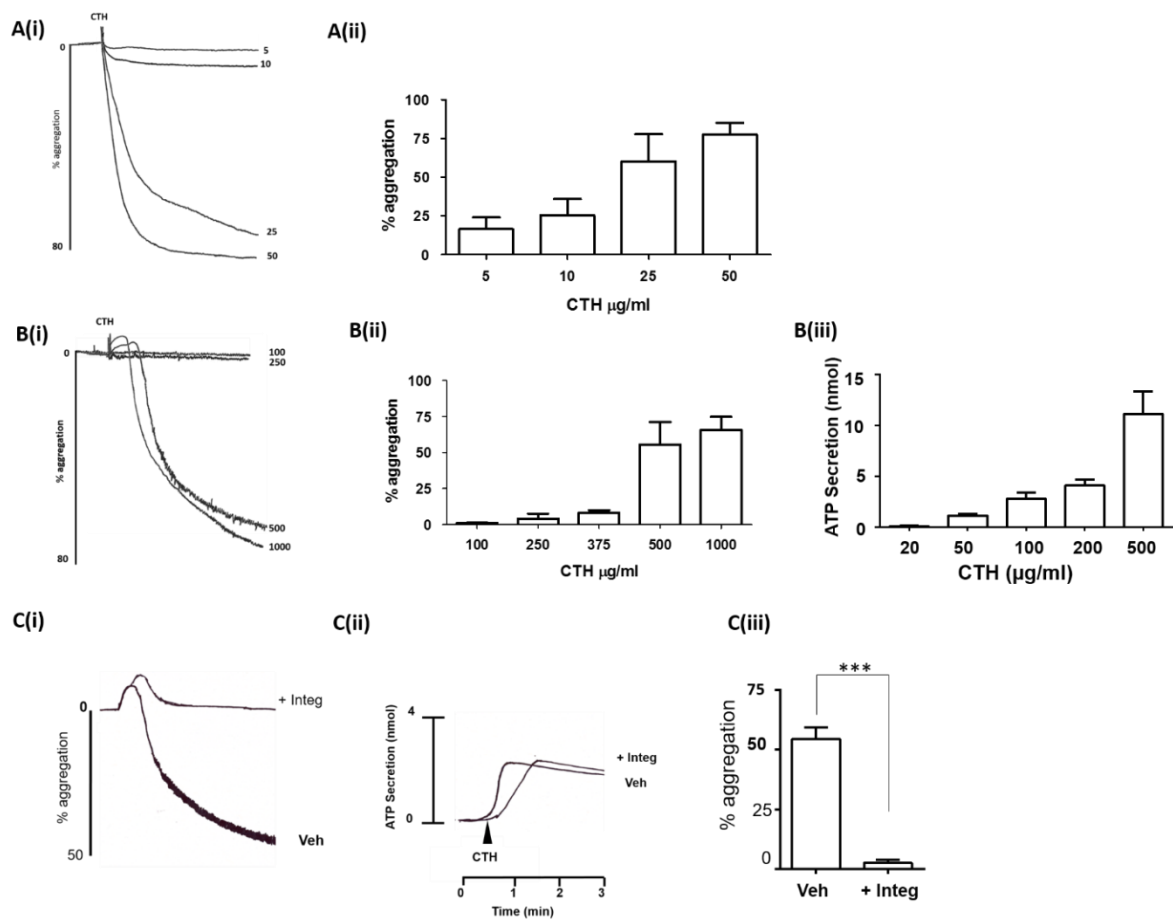 A(i)
CTH
0
5
10
% aggregation
25
80
50
A(ii)
% aggregation
100
75
50
25
0
5 10 25 50
CTH µg/ml
B(i)
CTH
0
100
250
% aggregation
500
1000
80
B(ii)
% aggregation
100
75
50
25
0
100 250 375 500 1000
CTH µg/ml
B(iii)
ATP Secretion (nmol)
15
10
5
0
20 50 100 200 500
CTH (µg/ml)
C(i)
0
+ Integ
% aggregation
Veh
50
C(ii)
ATP Secretion (nmol)
4
+ Integ
Veh
0
CTH
0 1 2 3
Time (min)
C(iii)
% aggregation
75
***
50
25
0
Veh + Integ